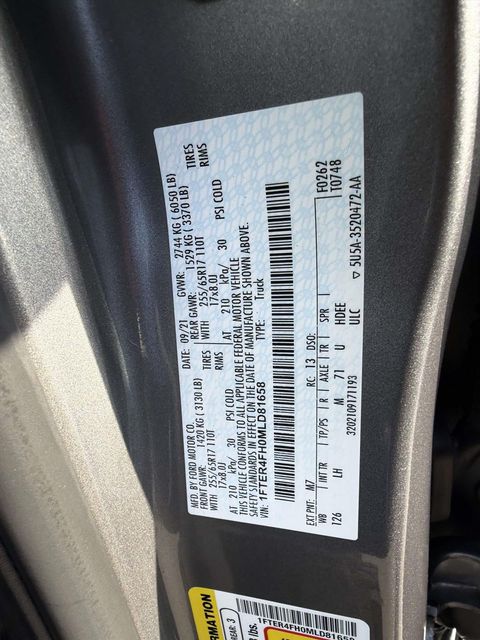 MFD. BY FORD MOTOR CO.
DATE: 09/21 GVWR: 2744 KG ( 6050 LB)
FRONT GAWR: 1420 KG ( 3130 LB) REAR GAWR: 1529 KG ( 3370 LB)
WITH 255/65R17 110T TIRES WITH 255/65R17 110T TIRES
17x8.0J RIMS 17x8.0J RIMS
AT 210 kPa/ 30 PSI COLD AT 210 kPa/ 30 PSI COLD
THIS VEHICLE CONFORMS TO ALL APPLICABLE FEDERAL MOTOR VEHICLE
SAFETY STANDARDS IN EFFECT ON THE DATE OF MANUFACTURE SHOWN ABOVE.
VIN: 1FTER4FH0MLD81658 TYPE: Truck
F0262
T0748
EXT PNT: M7 RC: 13 DSO:
WB INT TR TP/PS R AXLE TR SPR
126 LH M 71 U HDEE
3202109171193 ULC
▽ 5U5A-3520472-AA
ORMATION
REAR: 3
lbs.
1FTER4FH0MLD81658